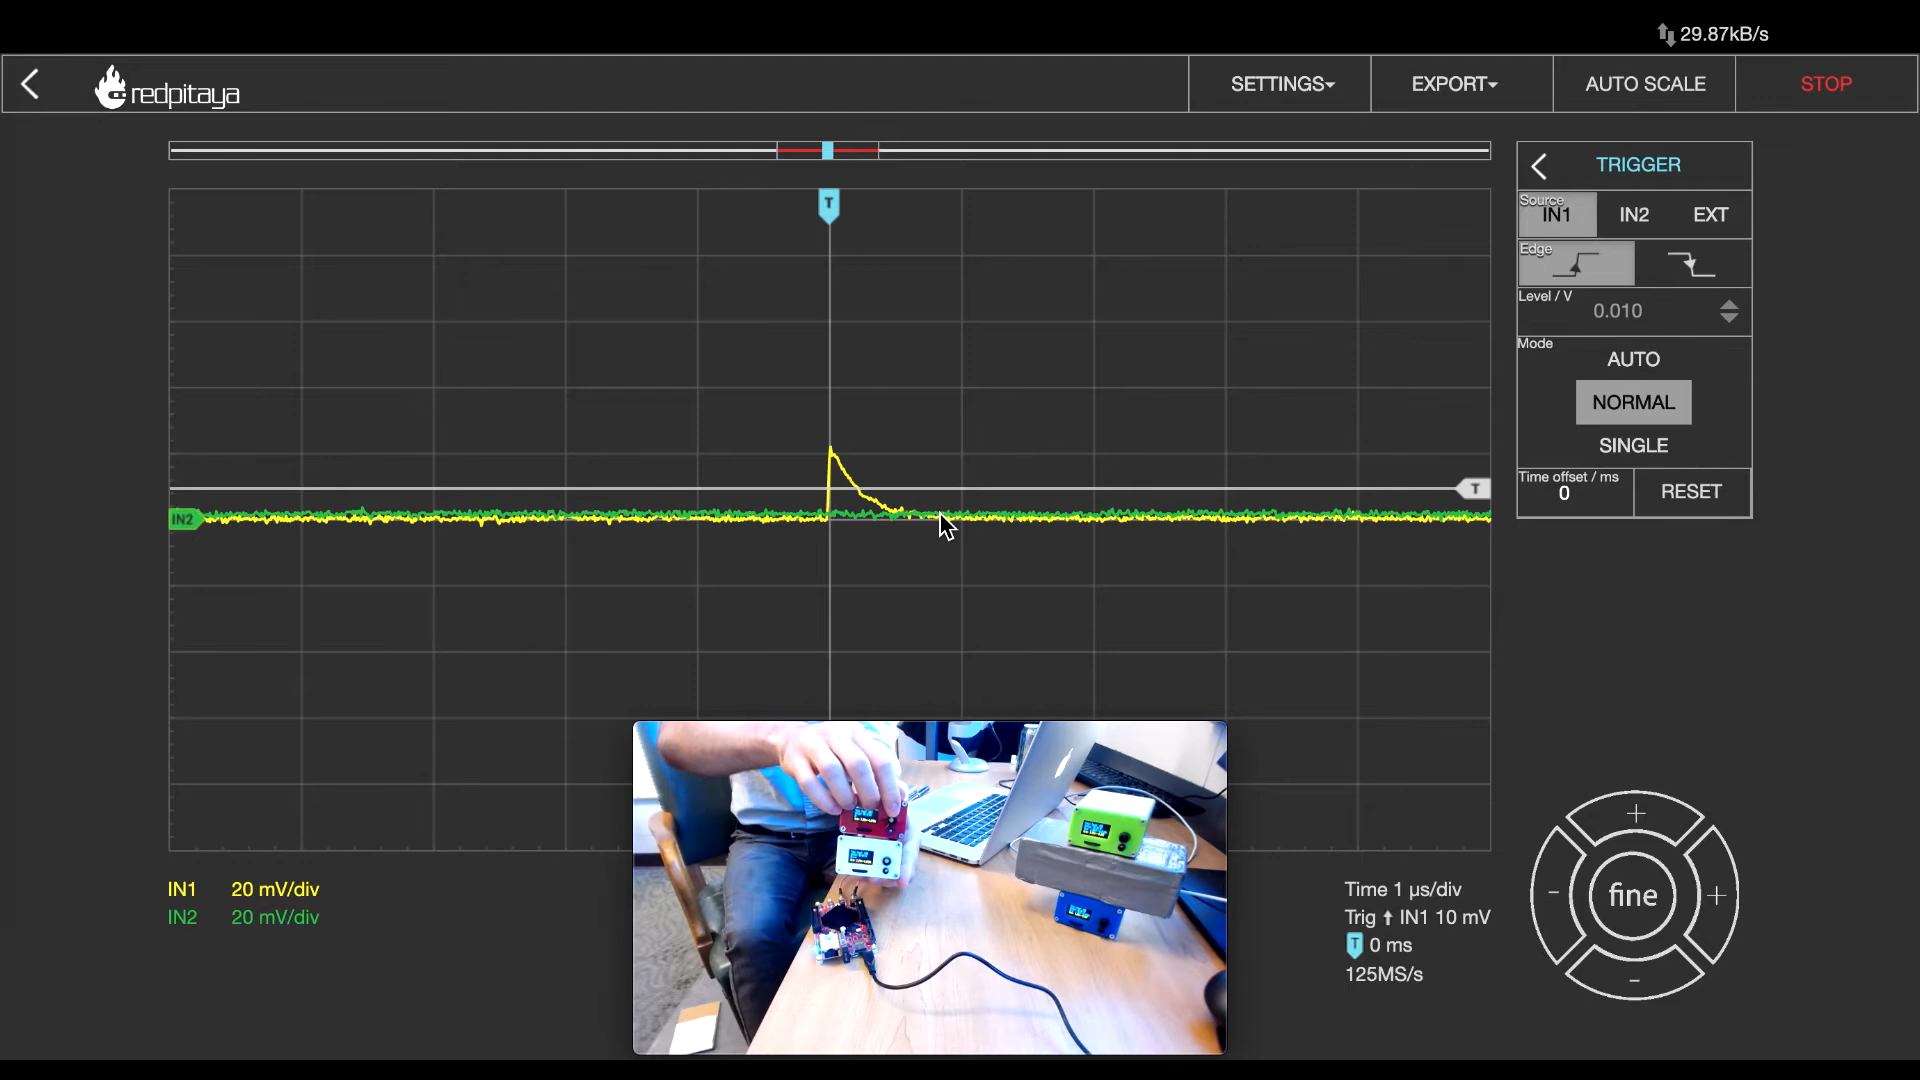 29.87kB/s
redpitaya
SETTINGS
EXPORT
AUTO SCALE
STOP
TRIGGER
Source
IN1
IN2
EXT
Edge
Level / V
0.010
Mode
AUTO
NORMAL
SINGLE
Time offset / ms
0
RESET
T
T
IN2
IN1 20 mV/div
IN2 20 mV/div
Time 1 µs/div
Trig IN1 10 mV
T 0 ms
125MS/s
+
- fine +
-